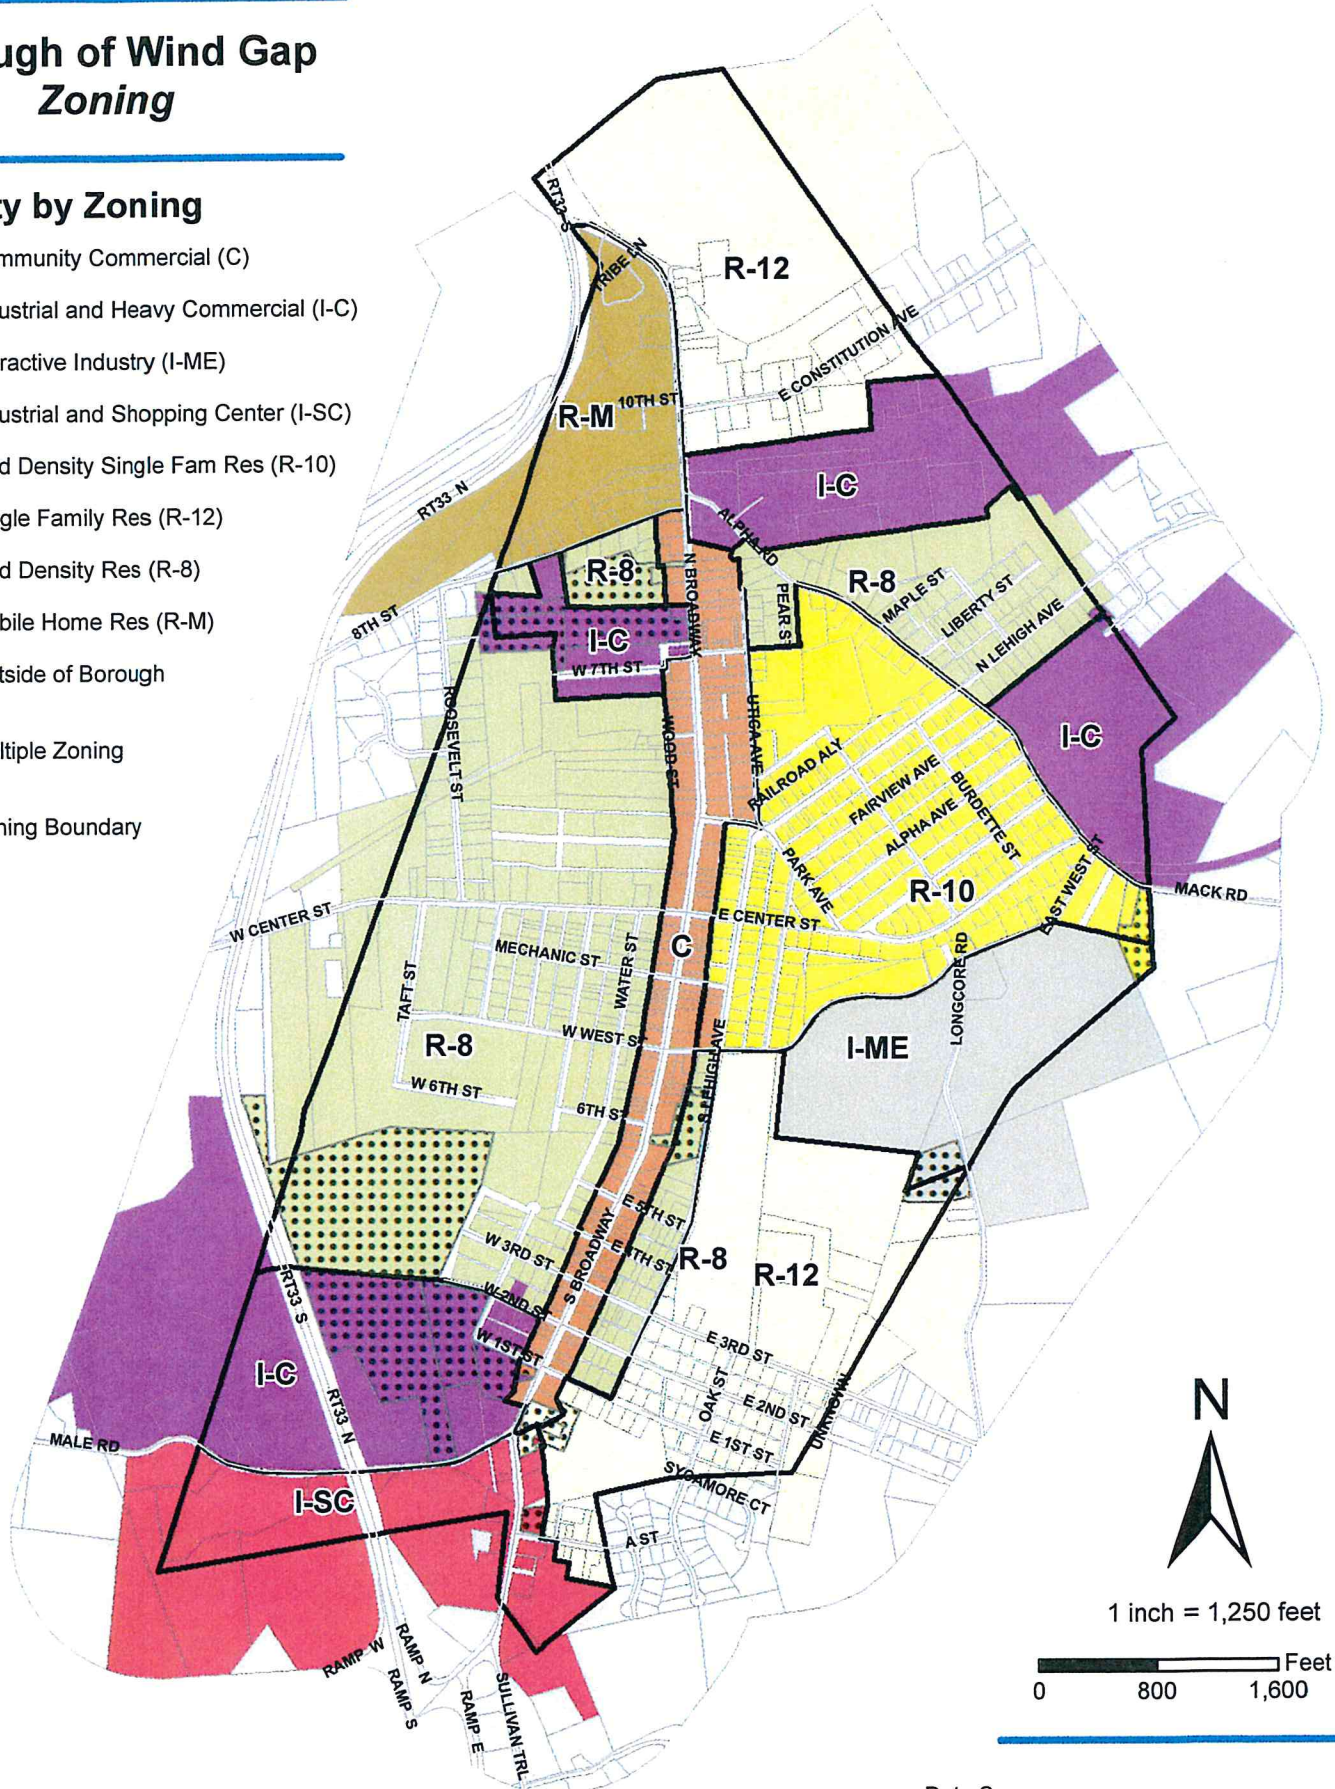 ugh of Wind Gap
Zoning
y by Zoning
mmunity Commercial (C)
ustrial and Heavy Commercial (I-C)
ractive Industry (I-ME)
ustrial and Shopping Center (I-SC)
d Density Single Fam Res (R-10)
gle Family Res (R-12)
d Density Res (R-8)
bile Home Res (R-M)
tside of Borough
ltiple Zoning
ning Boundary
RT33 S
TRIBE LN
R-12
E CONSTITUTION AVE
R-M
10TH ST
I-C
RT33 N
ALPHA RD
N BROADWAY
R-8
R-8
MAPLE ST
LIBERTY ST
PEAR ST
8TH ST
N LEHIGH AVE
I-C
W 7TH ST
ROOSEVELT ST
WOOD ST
UTICA AVE
I-C
RAILROAD ALY
FAIRVIEW AVE
BURDETTE ST
ALPHA AVE
PARK AVE
EAST WEST ST
R-10
MACK RD
W CENTER ST
E CENTER ST
C
MECHANIC ST
WATER ST
TAFT ST
LONGCORE RD
W WEST ST
R-8
I-ME
S LEHIGH AVE
W 6TH ST
6TH ST
E 5TH ST
W 3RD ST
E 4TH ST
S BROADWAY
R-8
R-12
RT33 S
W 2ND ST
W 1ST ST
E 3RD ST
I-C
OAK ST
E 2ND ST
UNKNOWN
RT33 N
E 1ST ST
MALE RD
SYCAMORE CT
I-SC
A ST
RAMP W
RAMP N
RAMP S
RAMP E
SULLIVAN TRL
N
1 inch = 1,250 feet
Feet
0 800 1,600